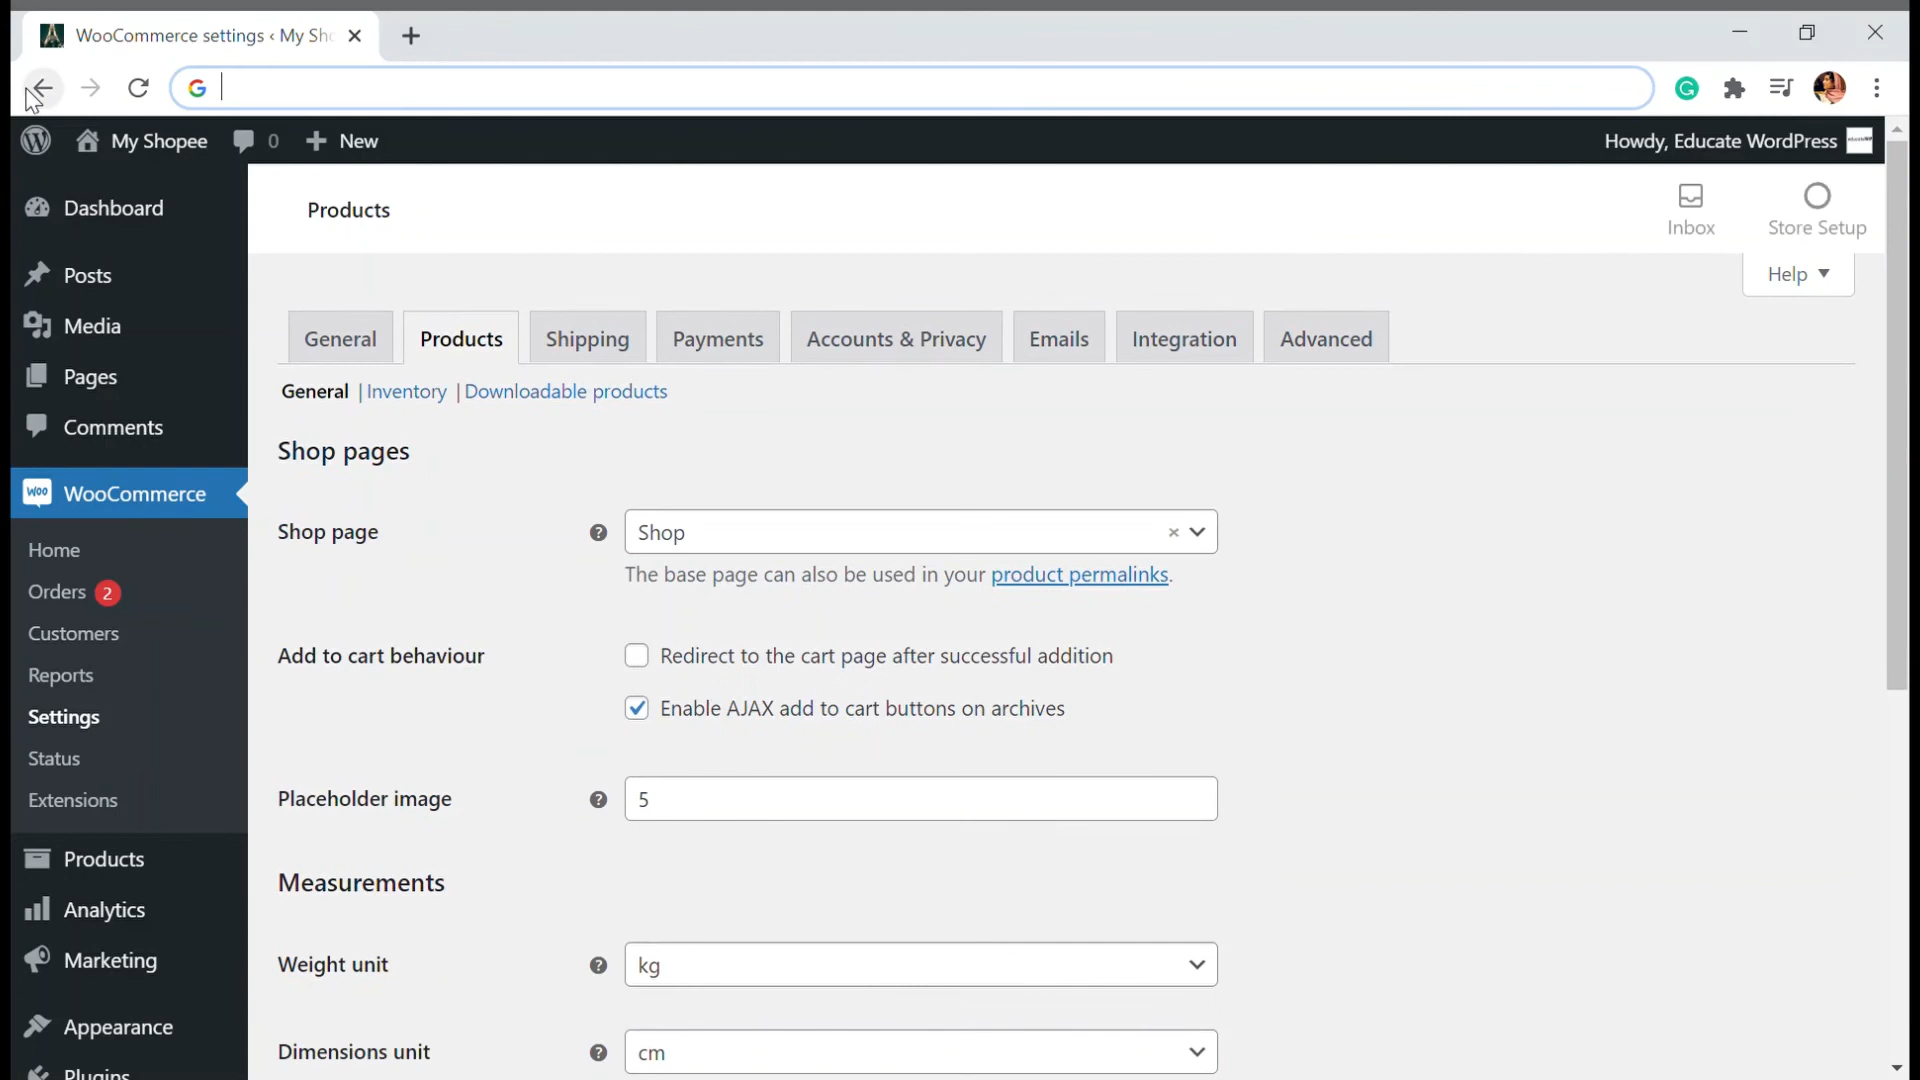 WooCommerce settings ‹ My Sho
My Shopee 0 New Howdy, Educate WordPress
Dashboard
Posts
Media
Pages
Comments
WooCommerce
Home
Orders 2
Customers
Reports
Settings
Status
Extensions
Products
Analytics
Marketing
Appearance
Plugins
Products
Inbox
Store Setup
Help
General Products Shipping Payments Accounts & Privacy Emails Integration Advanced
General | Inventory | Downloadable products
Shop pages
Shop page ? Shop ×
The base page can also be used in your product permalinks.
Add to cart behaviour Redirect to the cart page after successful addition
Enable AJAX add to cart buttons on archives
Placeholder image ? 5
Measurements
Weight unit ? kg
Dimensions unit ? cm